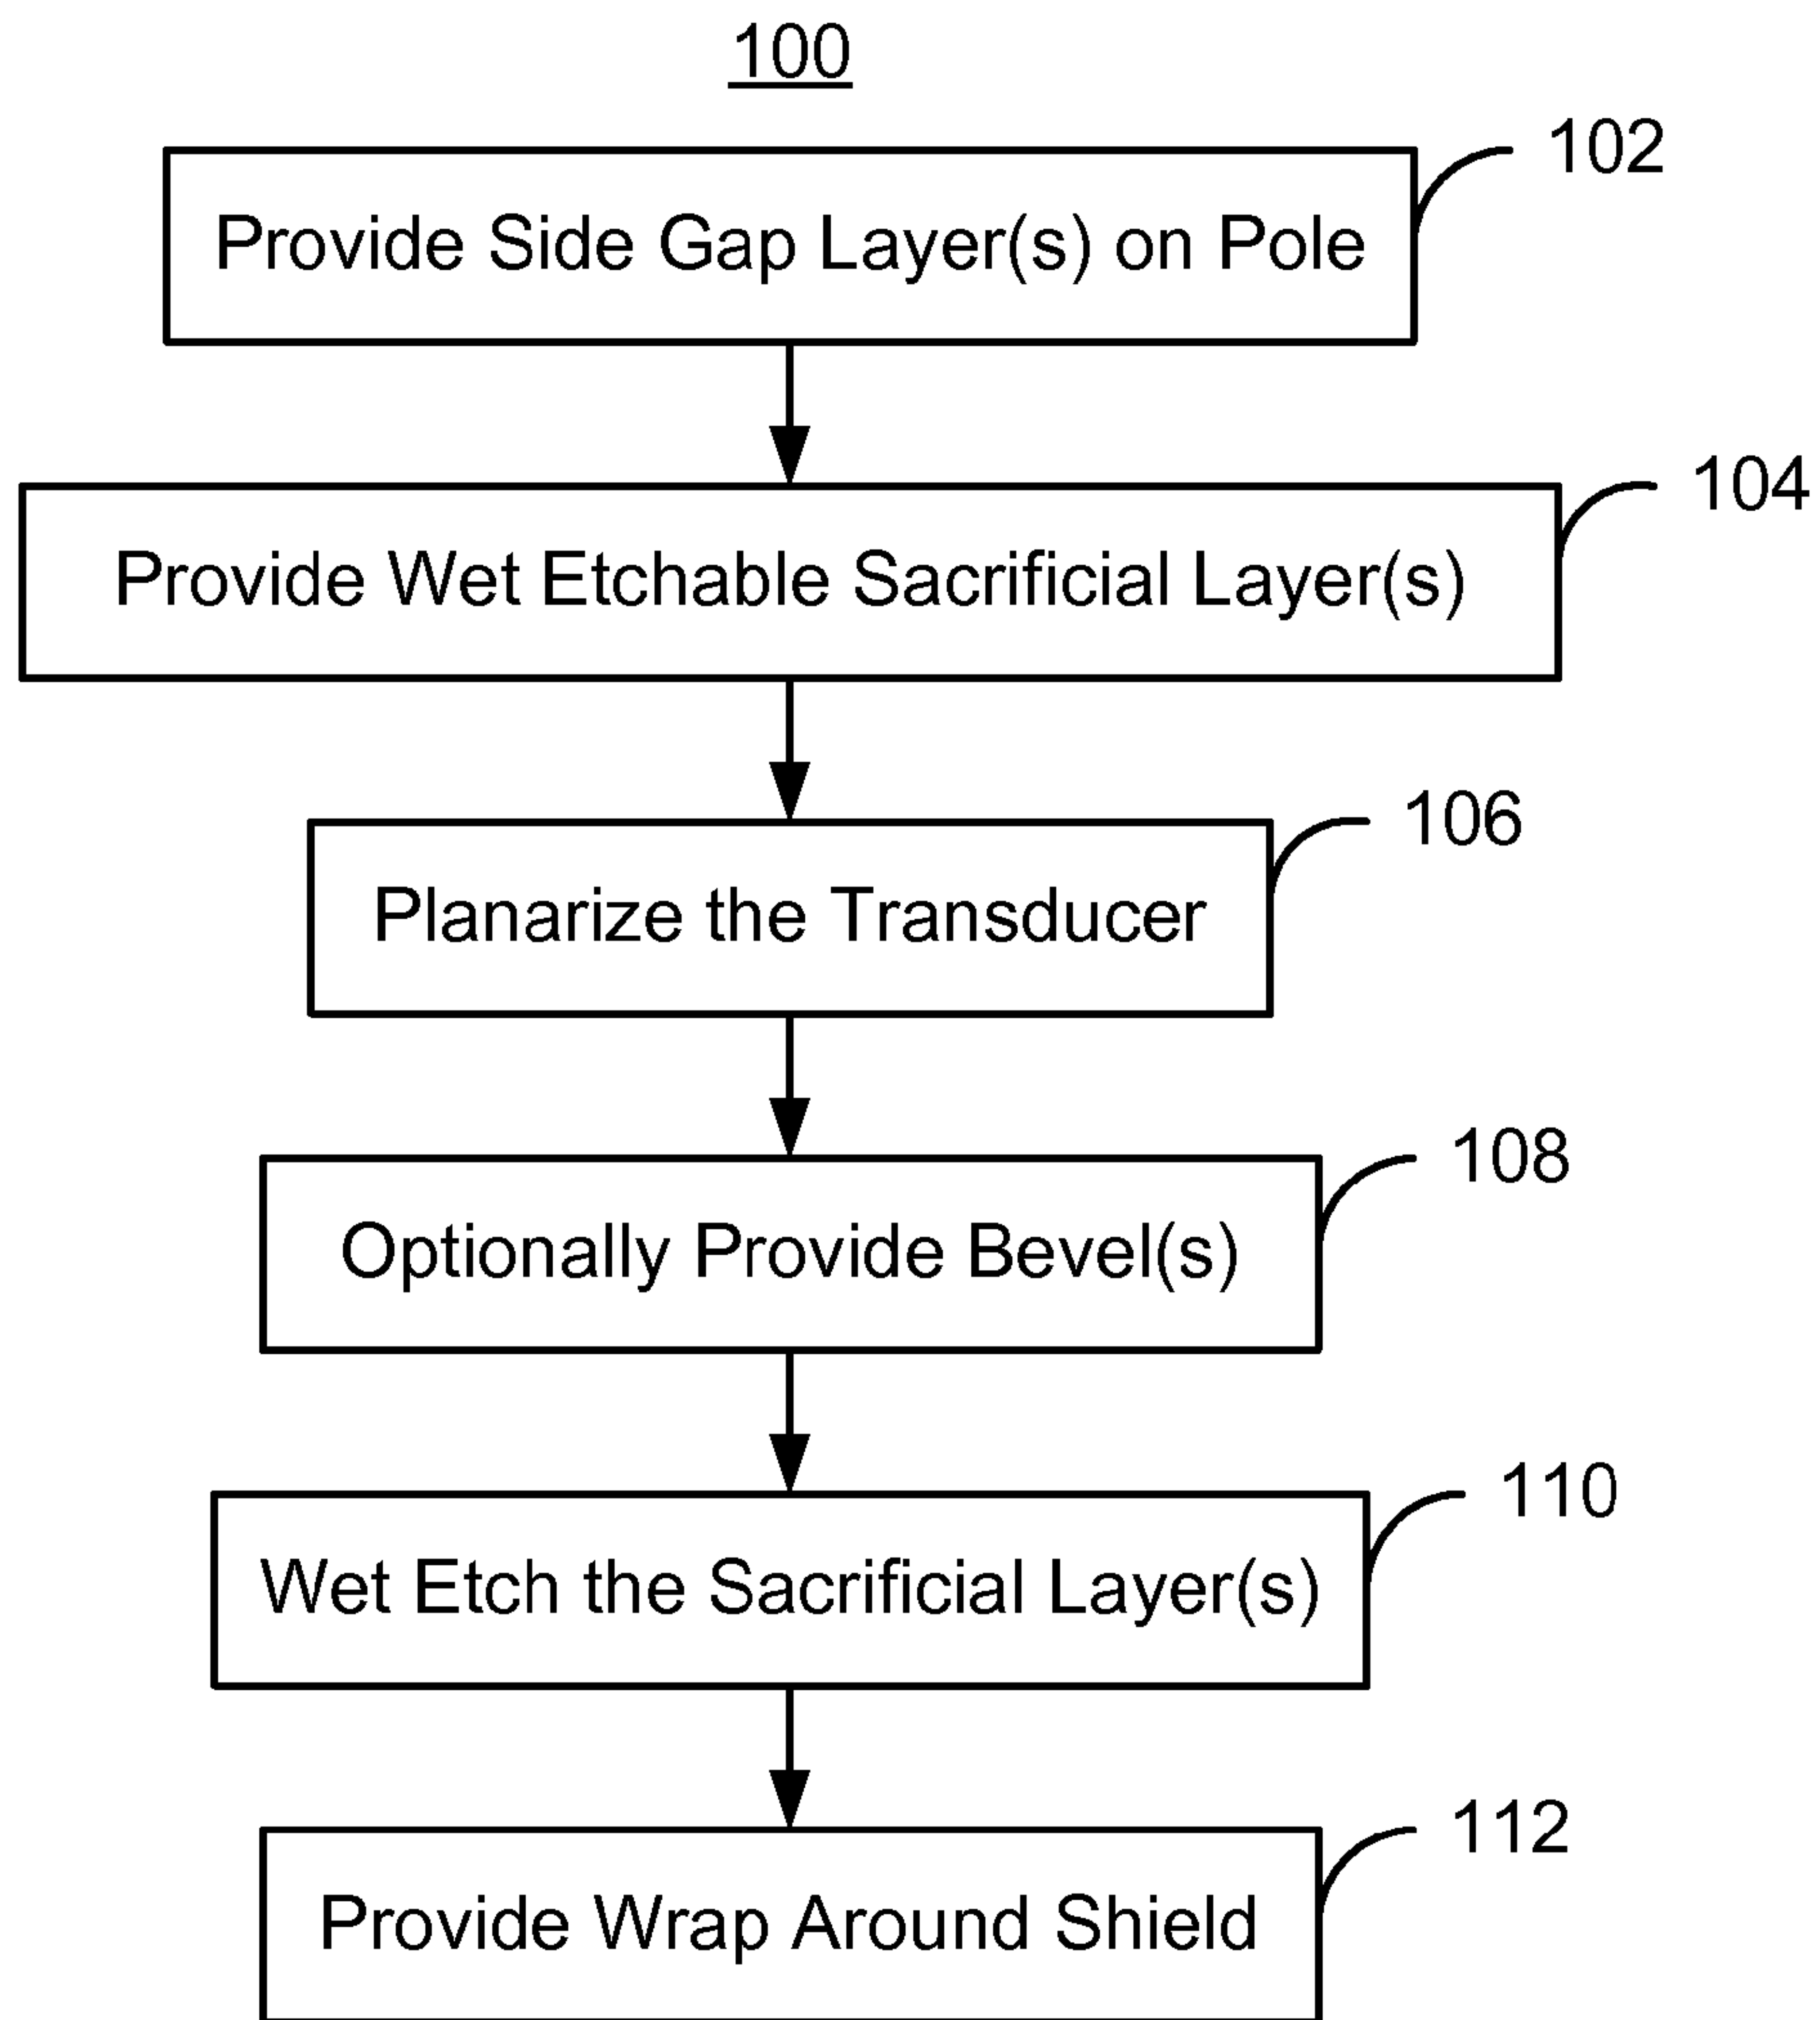 100
102
Provide Side Gap Layer(s) on Pole
104
Provide Wet Etchable Sacrificial Layer(s)
106
Planarize the Transducer
108
Optionally Provide Bevel(s)
110
Wet Etch the Sacrificial Layer(s)
112
Provide Wrap Around Shield